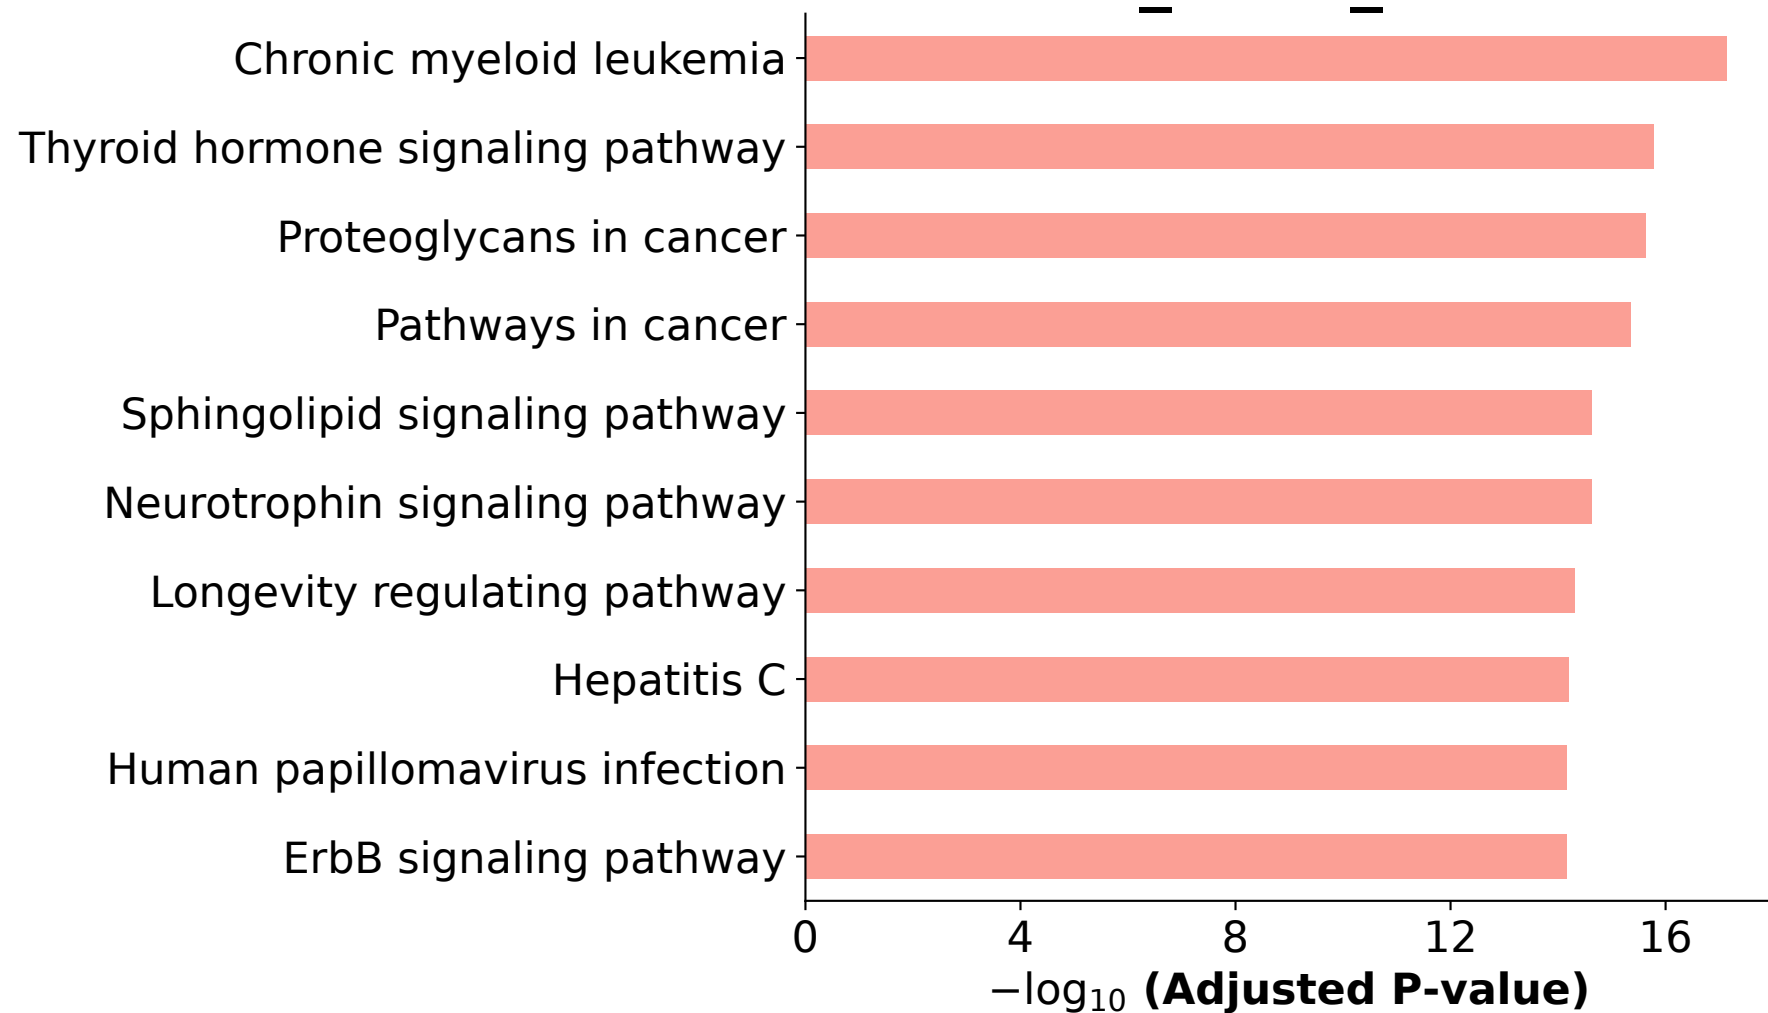 Chronic myeloid leukemia
Thyroid hormone signaling pathway
Proteoglycans in cancer
Pathways in cancer
Sphingolipid signaling pathway
Neurotrophin signaling pathway
Longevity regulating pathway
Hepatitis C
Human papillomavirus infection
ErbB signaling pathway
0 4 8 12 16
−log₁₀ (Adjusted P-value)